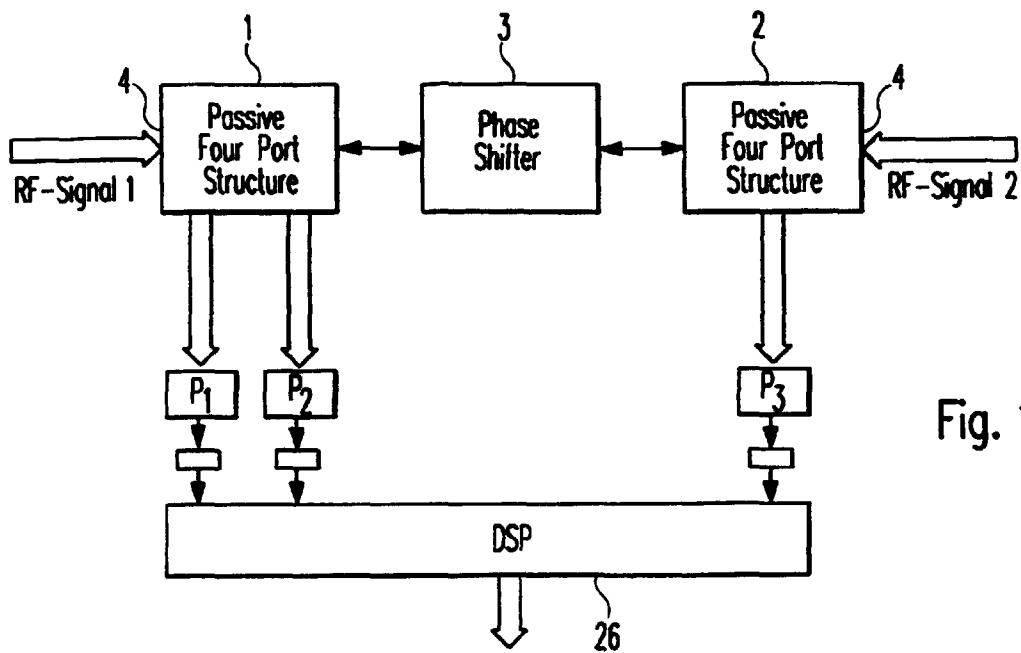 1
3
2
4
4
Passive
Four Port
Structure
Phase
Shifter
Passive
Four Port
Structure
RF-Signal 1
RF-Signal 2
P1
P2
P3
Fig.
DSP
26